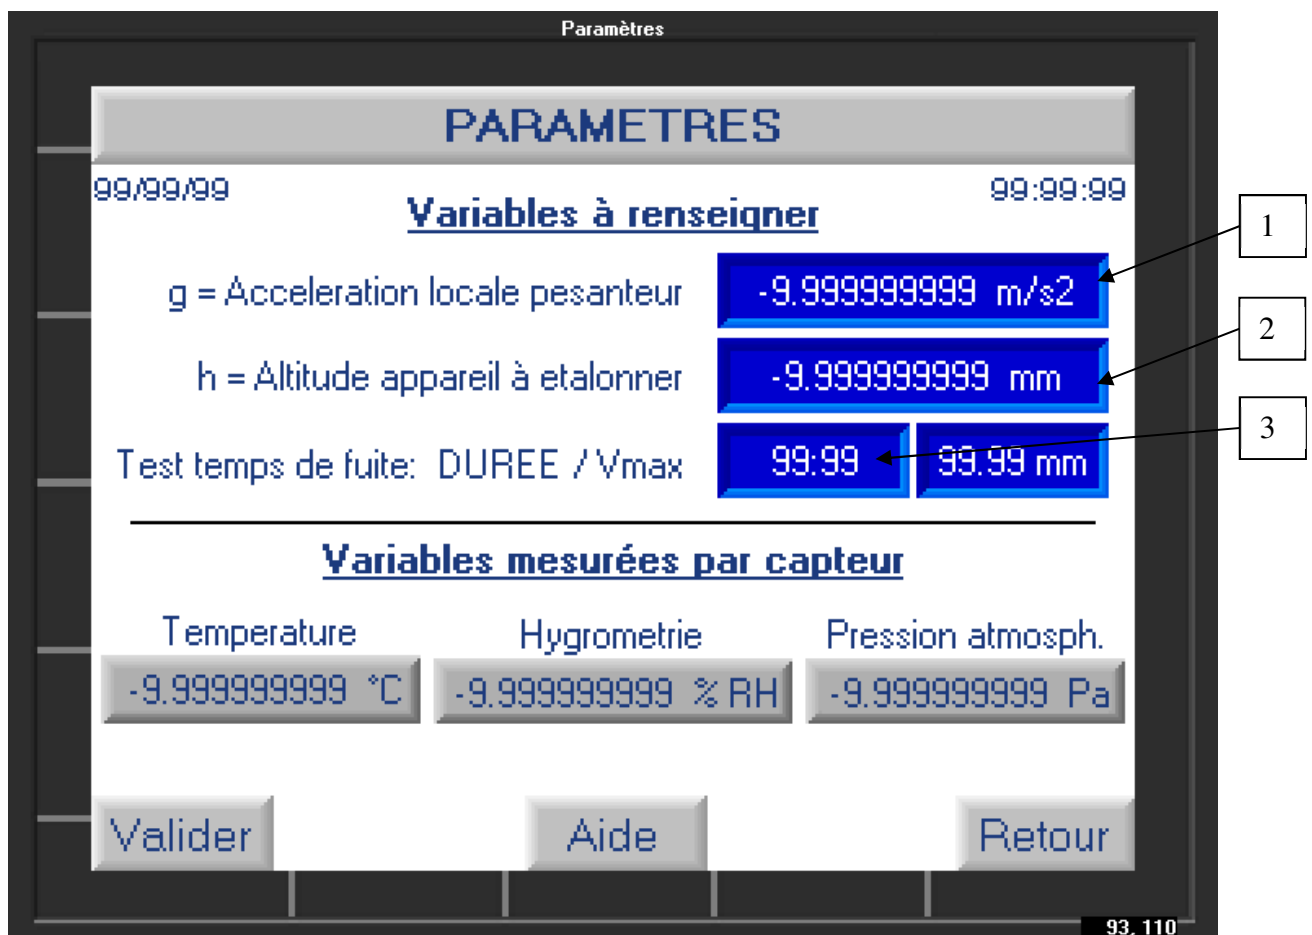 Paramètres
PARAMETRES
99/99/99 99:99:99
Variables à renseigner
1
g = Acceleration locale pesanteur -9.999999999 m/s2
2
h = Altitude appareil à etalonner -9.999999999 mm
3
Test temps de fuite: DUREE / Vmax 99:99 99.99 mm
Variables mesurées par capteur
Temperature Hygrometrie Pression atmosph.
-9.999999999 °C -9.999999999 % RH -9.999999999 Pa
Valider Aide Retour
93, 110